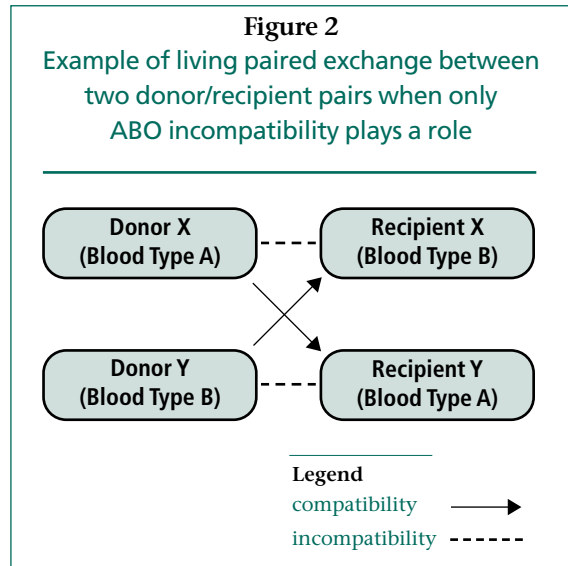 Figure 2
Example of living paired exchange between
two donor/recipient pairs when only
ABO incompatibility plays a role
Donor X
(Blood Type A)
Recipient X
(Blood Type B)
Donor Y
(Blood Type B)
Recipient Y
(Blood Type A)
Legend
compatibility
incompatibility